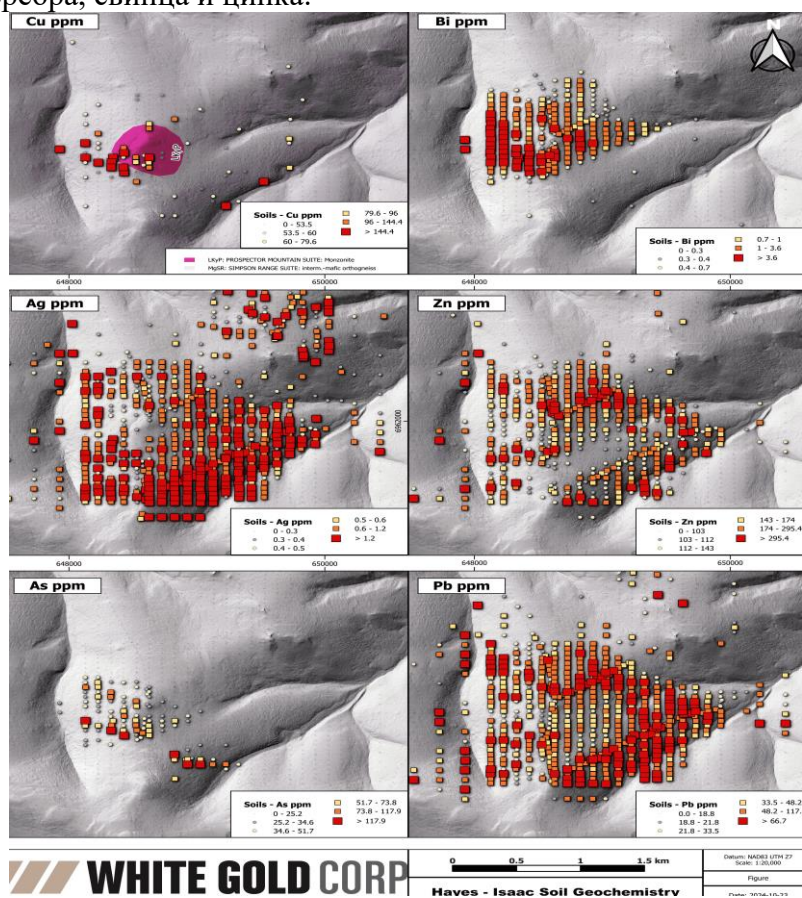 серебра, свинца и цинка.
Cu ppm
LKyP
Soils - Cu ppm
0 - 53.5
53.5 - 60
60 - 79.6
79.6 - 96
96 - 144.4
> 144.4
LKyP: PROSPECTOR MOUNTAIN SUITE: Monzonite
MgSR: SIMPSON RANGE SUITE: interm.-mafic orthogneiss
Bi ppm
N
Soils - Bi ppm
0 - 0.3
0.3 - 0.4
0.4 - 0.7
0.7 - 1
1 - 3.6
> 3.6
648000
650000
648000
650000
Ag ppm
6962000
Soils - Ag ppm
0 - 0.3
0.3 - 0.4
0.4 - 0.5
0.5 - 0.6
0.6 - 1.2
> 1.2
Zn ppm
Soils - Zn ppm
0 - 103
103 - 112
112 - 143
143 - 174
174 - 295.4
> 295.4
648000
650000
648000
650000
As ppm
Soils - As ppm
0 - 25.2
25.2 - 34.6
34.6 - 51.7
51.7 - 73.8
73.8 - 117.9
> 117.9
Pb ppm
Soils - Pb ppm
0.0 - 18.8
18.8 - 21.8
21.8 - 33.5
33.5 - 48.2
48.2 - 117.
> 66.7
WHITE GOLD CORP
0 0.5 1 1.5 km
Hayes - Isaac Soil Geochemistry
Datum: NAD83 UTM Z7
Scale: 1:20,000
Figure
Date: 2024-10-23